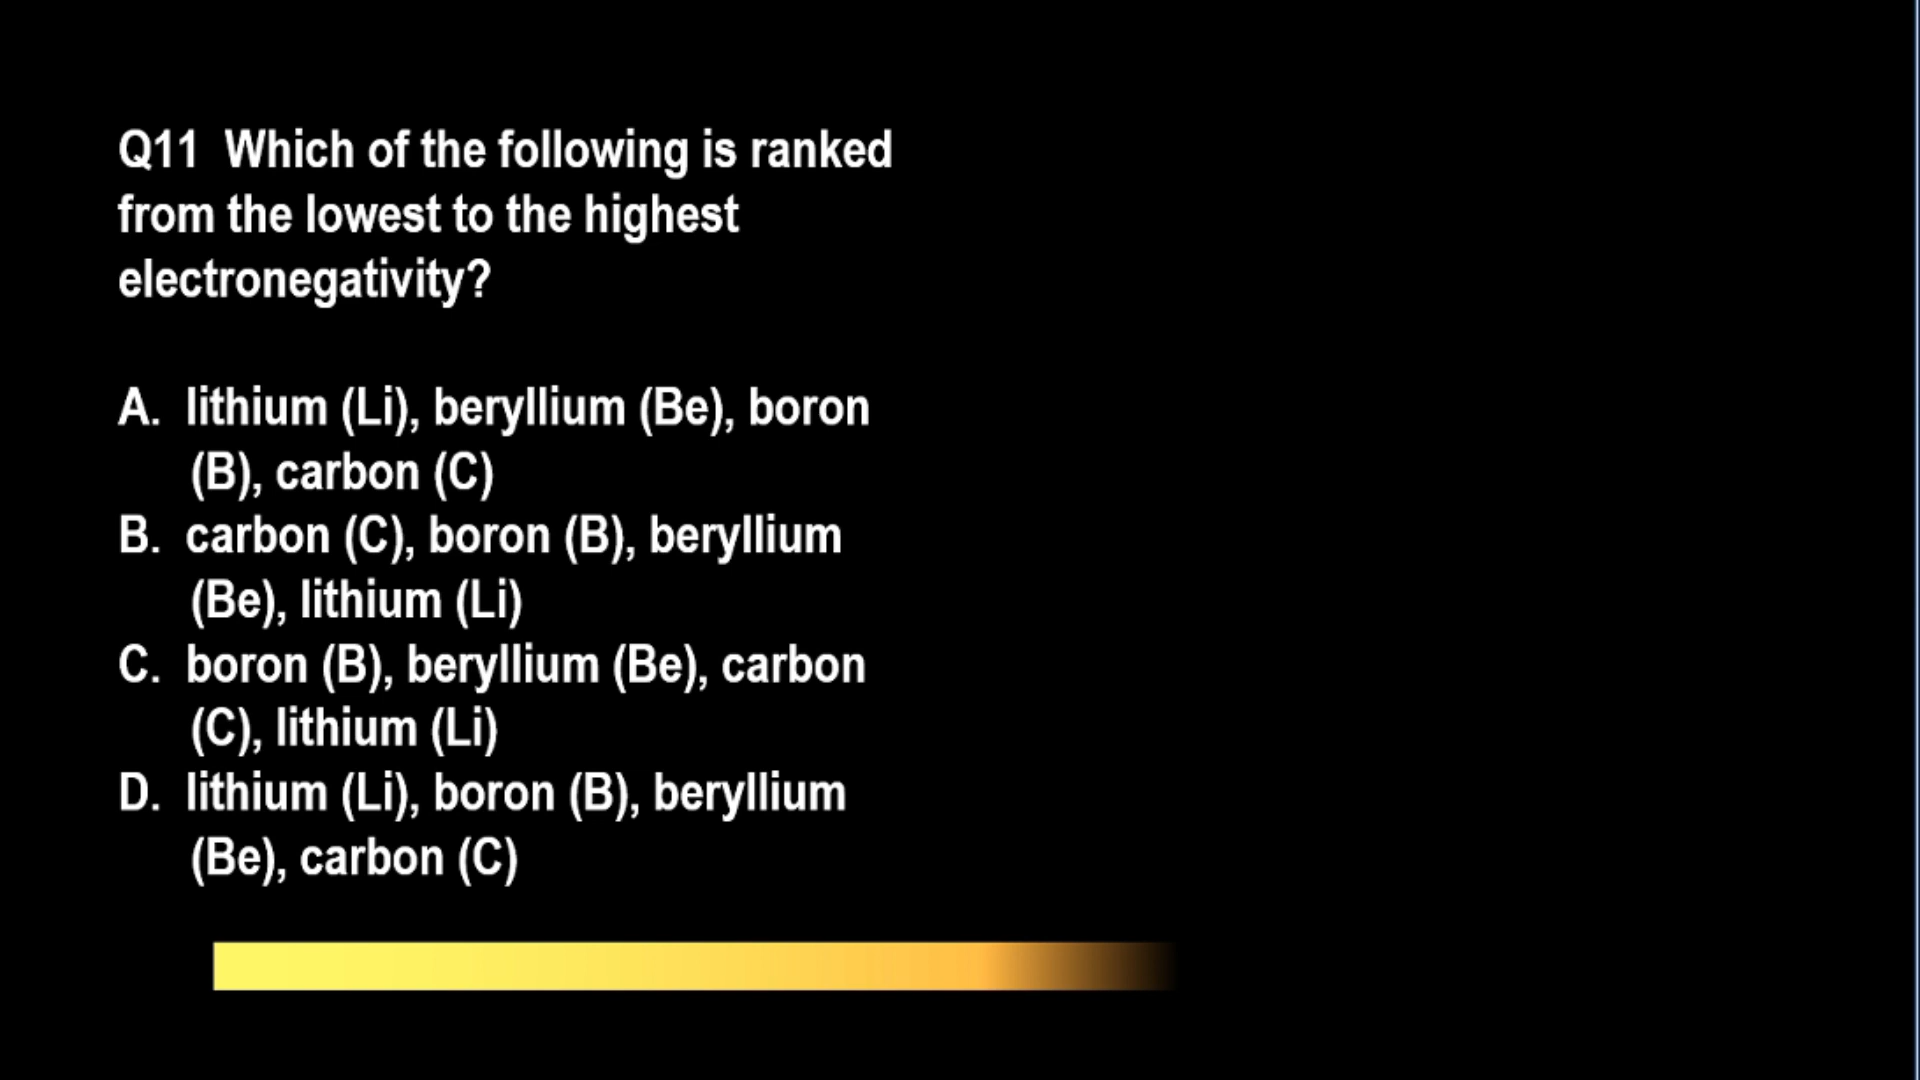 Q11  Which of the following is ranked
from the lowest to the highest
electronegativity?
A.  lithium (Li), beryllium (Be), boron
(B), carbon (C)
B.  carbon (C), boron (B), beryllium
(Be), lithium (Li)
C.  boron (B), beryllium (Be), carbon
(C), lithium (Li)
D.  lithium (Li), boron (B), beryllium
(Be), carbon (C)